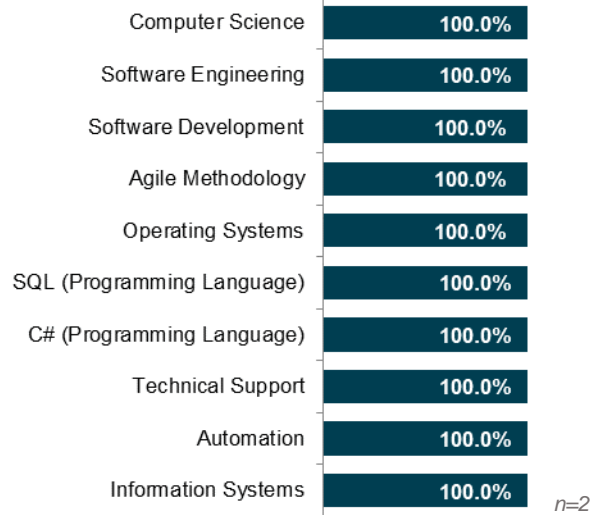 Computer Science 100.0%
Software Engineering 100.0%
Software Development 100.0%
Agile Methodology 100.0%
Operating Systems 100.0%
SQL (Programming Language) 100.0%
C# (Programming Language) 100.0%
Technical Support 100.0%
Automation 100.0%
Information Systems 100.0%
n=2